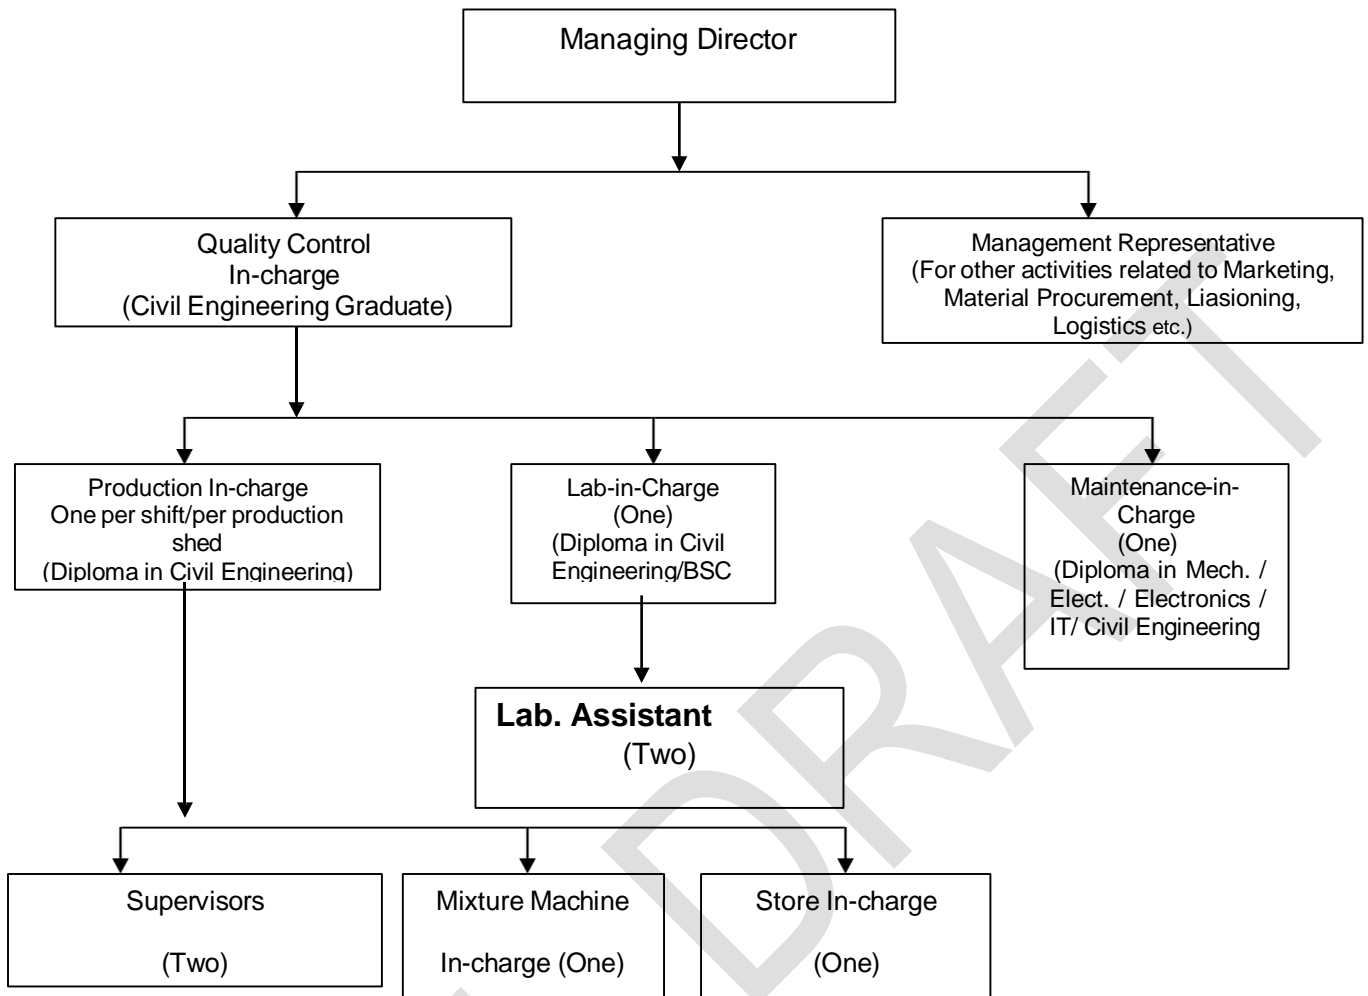 Managing Director
Quality Control
In-charge
(Civil Engineering Graduate)
Management Representative
(For other activities related to Marketing,
Material Procurement, Liasioning,
Logistics etc.)
Production In-charge
One per shift/per production
shed
(Diploma in Civil Engineering)
Lab-in-Charge
(One)
(Diploma in Civil
Engineering/BSC
Maintenance-in-
Charge
(One)
(Diploma in Mech. /
Elect. / Electronics /
IT/ Civil Engineering
Lab. Assistant
(Two)
Supervisors
(Two)
Mixture Machine
In-charge (One)
Store In-charge
(One)
DRAFT